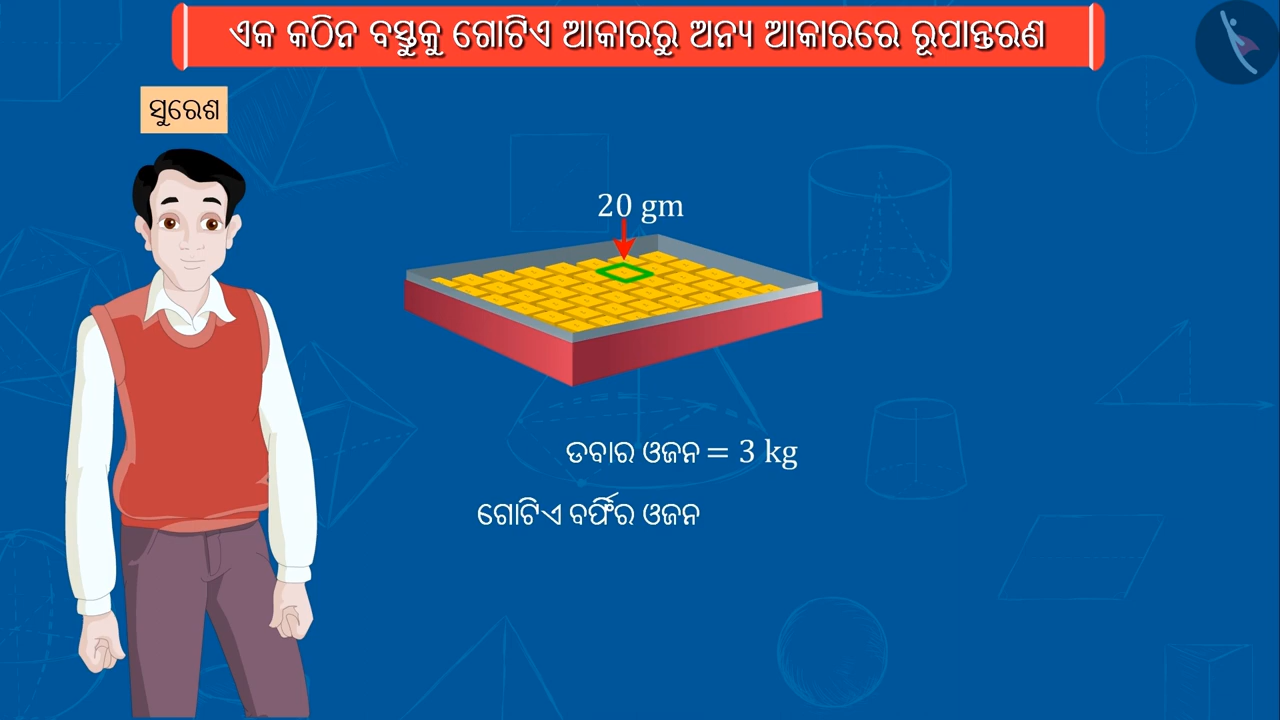 ଏକ କଠିନ ବସ୍ତୁକୁ ଗୋଟିଏ ଆକାରରୁ ଅନ୍ୟ ଆକାରରେ ରୂପାନ୍ତରଣ
ସୁରେଶ
20 gm
ଡବାର ଓଜନ = 3 kg
ଗୋଟିଏ ବର୍ଫିର ଓଜନ